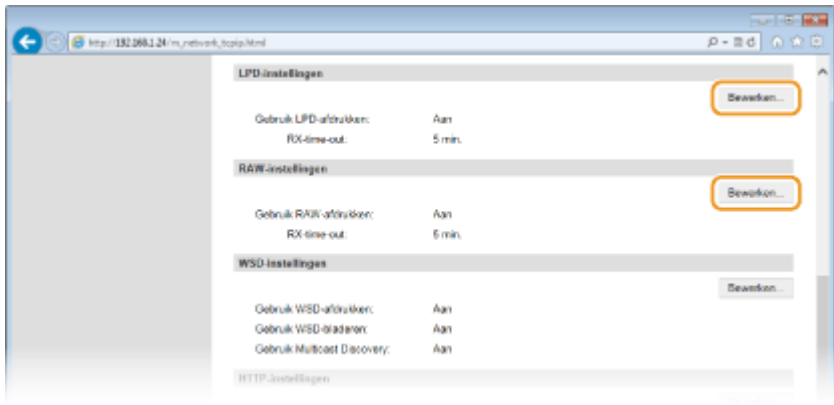 http://192.168.1.24/m_network_tcpip.html
LPD-instellingen
Bewerken...
Gebruik LPD-afdrukken: Aan
RX-time-out: 5 min.
RAW-instellingen
Bewerken...
Gebruik RAW-afdrukken: Aan
RX-time-out: 5 min.
WSD-instellingen
Bewerken...
Gebruik WSD-afdrukken: Aan
Gebruik WSD-bladeren: Aan
Gebruik Multicast Discovery: Aan
HTTP-instellingen